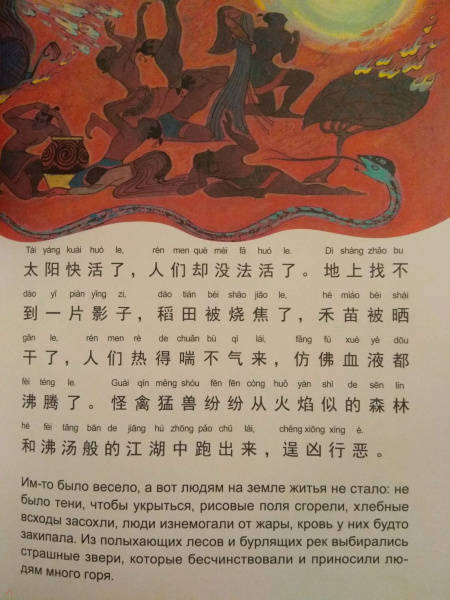 Tài yáng kuài huó le, rén men què méi fǎ huó le. Dì shàng zhǎo bu
太阳快活了，人们却没法活了。地上找不
dào yí piàn yǐng zi, dào tián bèi shāo jiāo le, hé miáo bèi shài
到一片影子，稻田被烧焦了，禾苗被晒
gān le, rén men rè de chuǎn bù qì lái, fǎng fú xuè yè dōu
干了，人们热得喘不气来，仿佛血液都
fèi téng le. Guài qín měng shòu fēn fēn cóng huǒ yàn shì de sēn lín
沸腾了。怪禽猛兽纷纷从火焰似的森林
hé fèi tāng bān de jiāng hú zhōng pǎo chū lái, chěng xiōng xíng è.
和沸汤般的江湖中跑出来，逞凶行恶。
Им-то было весело, а вот людям на земле житья не стало: не
было тени, чтобы укрыться, рисовые поля сгорели, хлебные
всходы засохли, люди изнемогали от жары, кровь у них будто
закипала. Из полыхающих лесов и бурлящих рек выбирались
страшные звери, которые бесчинствовали и приносили лю-
дям много горя.